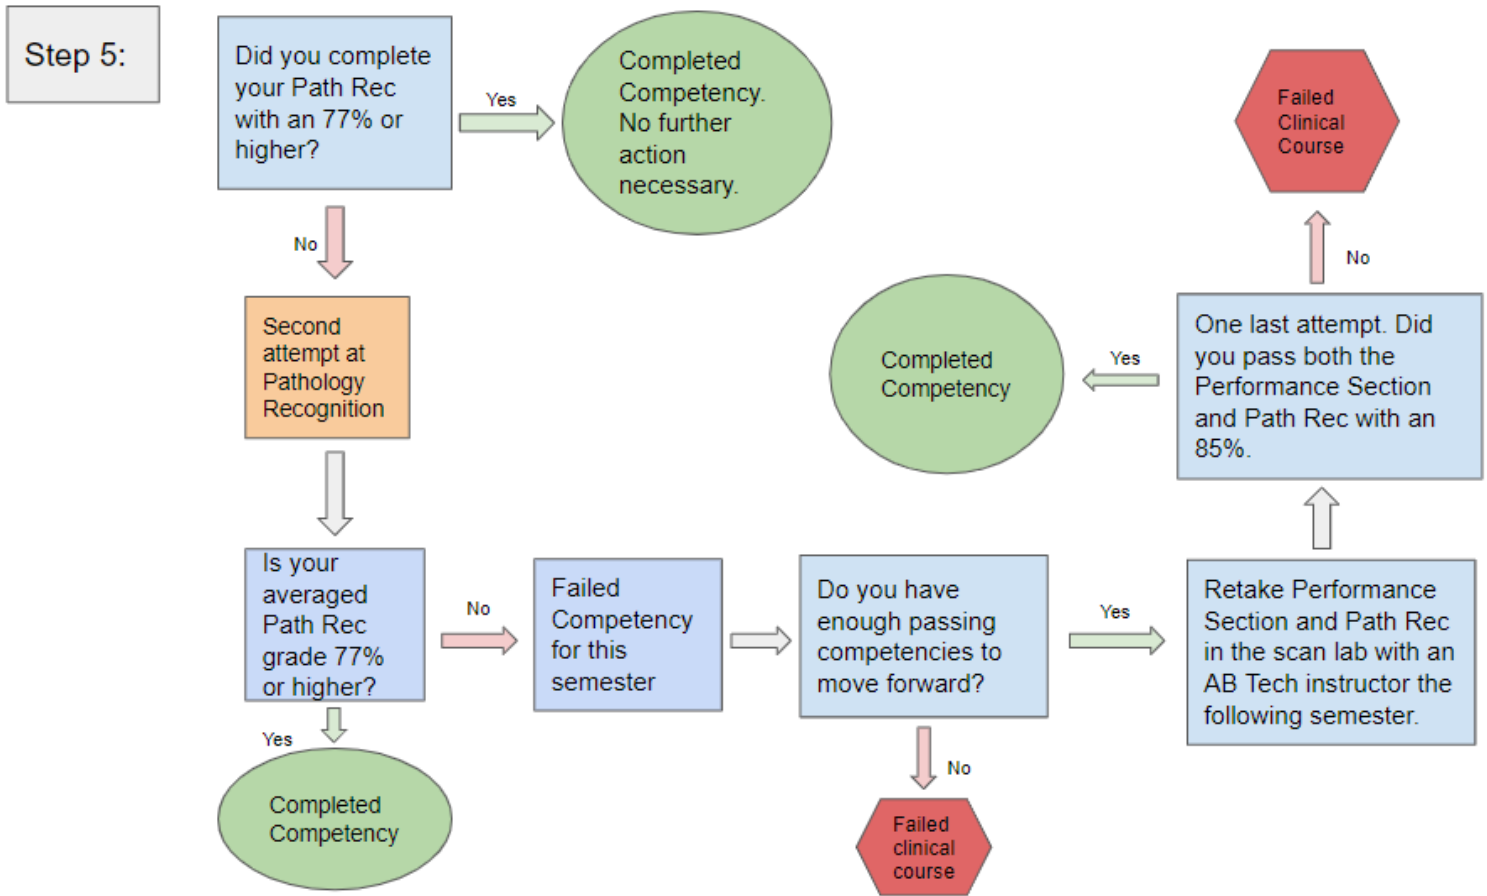 Step 5:
Did you complete
your Path Rec
with an 77% or
higher?
Yes
Completed
Competency.
No further
action
necessary.
No
Second
attempt at
Pathology
Recognition
Is your
averaged
Path Rec
grade 77%
or higher?
Yes
Completed
Competency
No
Failed
Competency
for this
semester
Do you have
enough passing
competencies to
move forward?
No
Failed
clinical
course
Yes
Retake Performance
Section and Path Rec
in the scan lab with an
AB Tech instructor the
following semester.
One last attempt. Did
you pass both the
Performance Section
and Path Rec with an
85%.
Yes
Completed
Competency
No
Failed
Clinical
Course